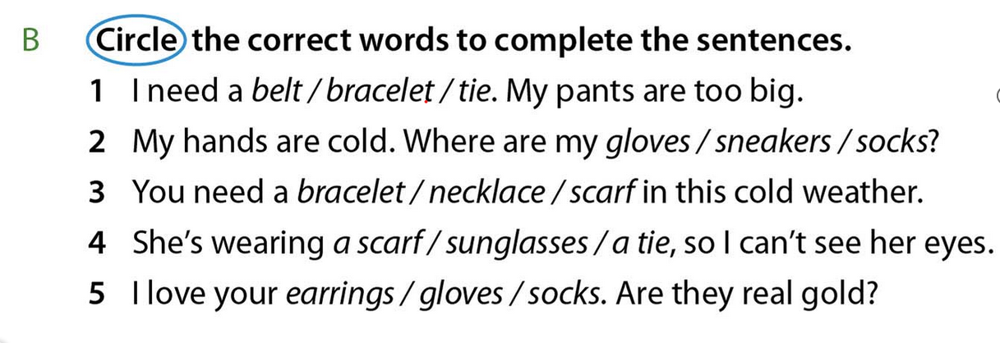 B Circle the correct words to complete the sentences.
1 I need a belt / bracelet / tie. My pants are too big.
2 My hands are cold. Where are my gloves / sneakers / socks?
3 You need a bracelet / necklace / scarf in this cold weather.
4 She’s wearing a scarf / sunglasses / a tie, so I can’t see her eyes.
5 I love your earrings / gloves / socks. Are they real gold?